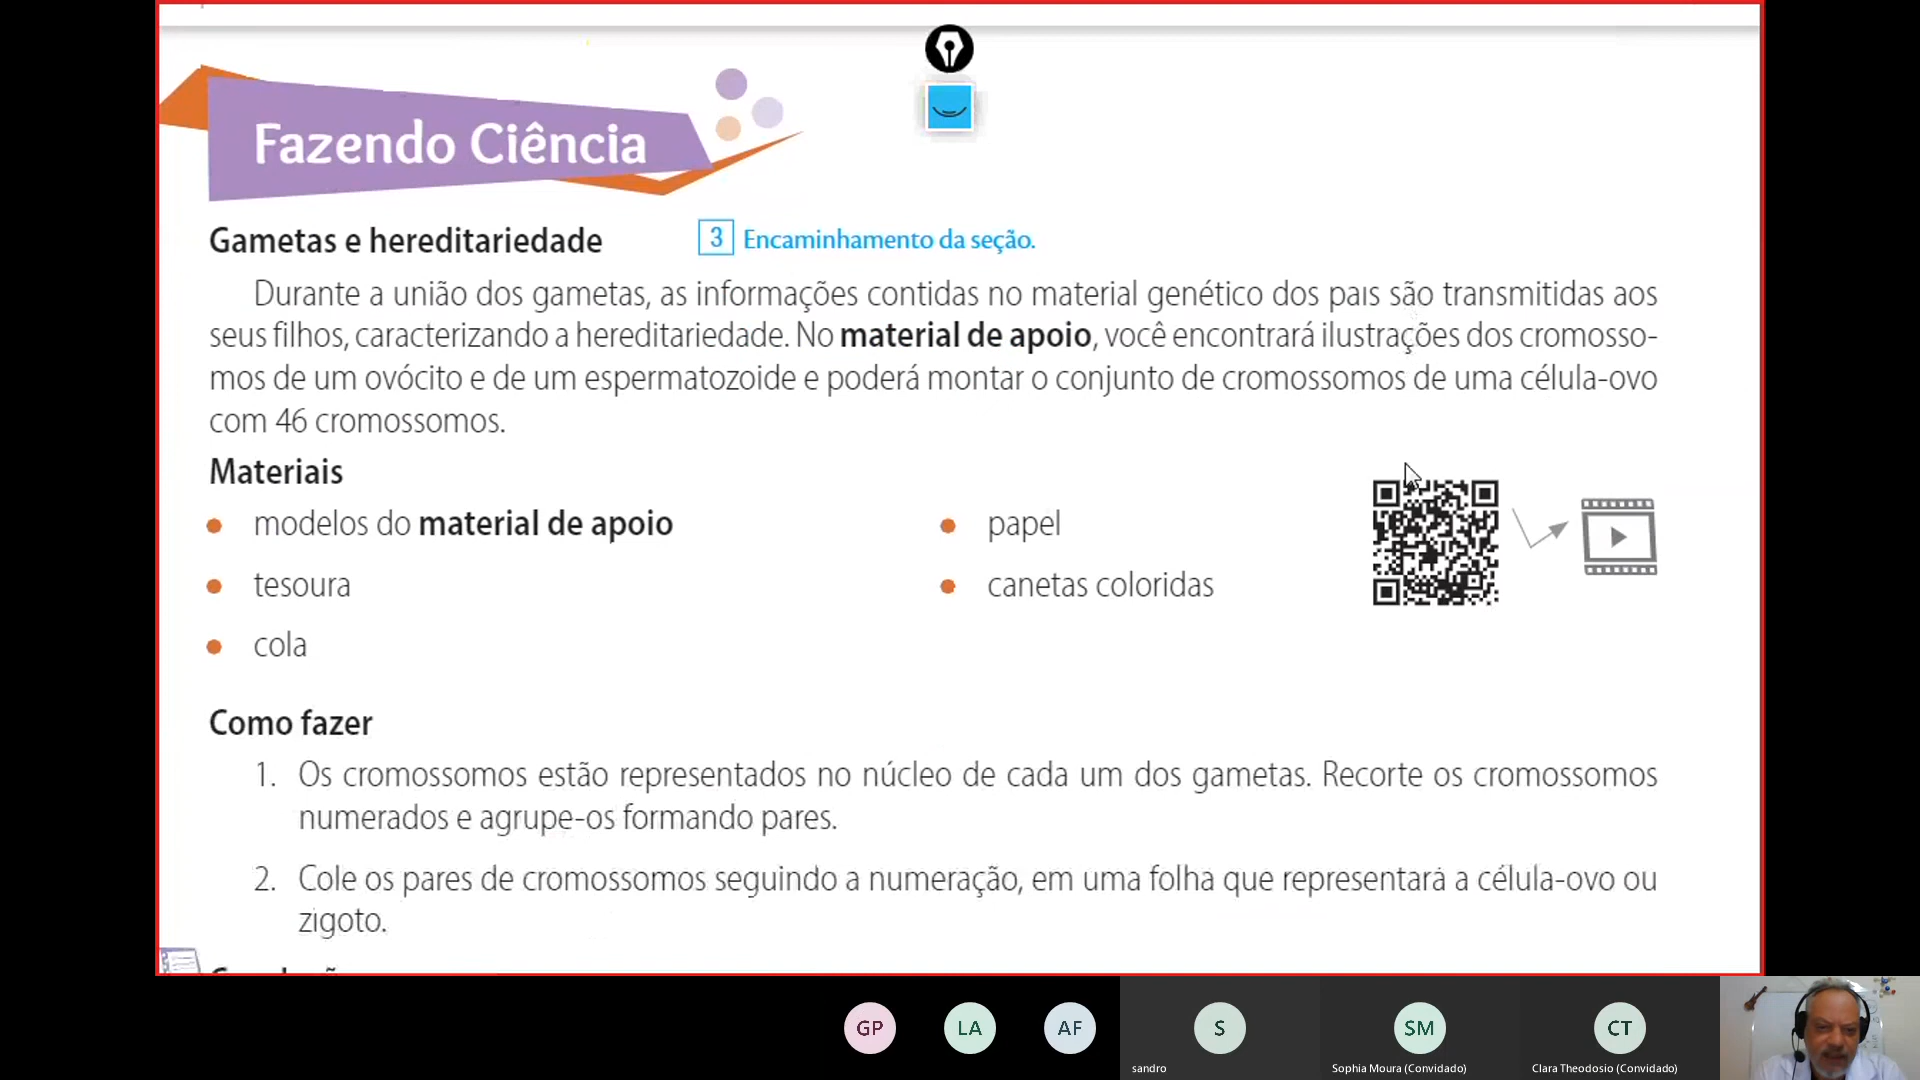 Fazendo Ciência
Gametas e hereditariedade
3 Encaminhamento da seção.
Durante a união dos gametas, as informações contidas no material genético dos pais são transmitidas aos
seus filhos, caracterizando a hereditariedade. No material de apoio, você encontrará ilustrações dos cromosso-
mos de um ovócito e de um espermatozoide e poderá montar o conjunto de cromossomos de uma célula-ovo
com 46 cromossomos.
Materiais
modelos do material de apoio
tesoura
cola
papel
canetas coloridas
Como fazer
1. Os cromossomos estão representados no núcleo de cada um dos gametas. Recorte os cromossomos
numerados e agrupe-os formando pares.
2. Cole os pares de cromossomos seguindo a numeração, em uma folha que representará a célula-ovo ou
zigoto.
GP
LA
AF
S
SM
CT
sandro
Sophia Moura (Convidado)
Clara Theodosio (Convidado)